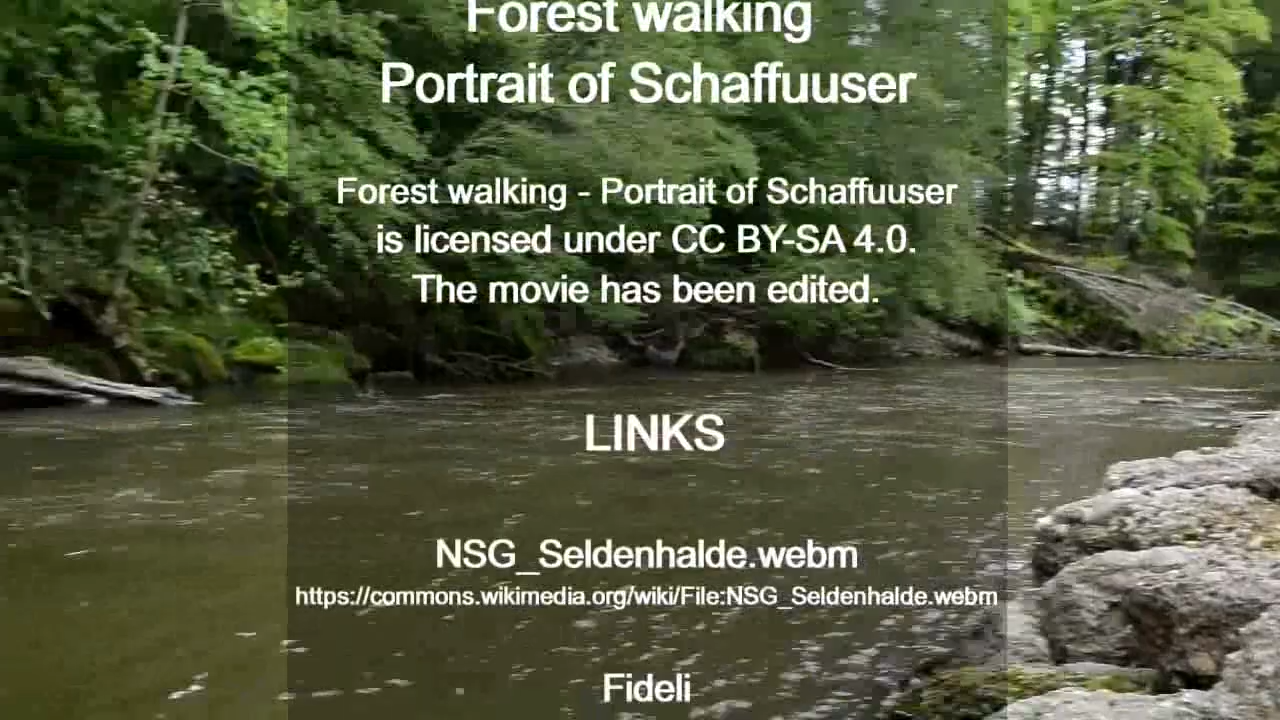 Forest walking
Portrait of Schaffuuser
Forest walking - Portrait of Schaffuuser
is licensed under CC BY-SA 4.0.
The movie has been edited.
LINKS
NSG_Seldenhalde.webm
https://commons.wikimedia.org/wiki/File:NSG_Seldenhalde.webm
Fideli